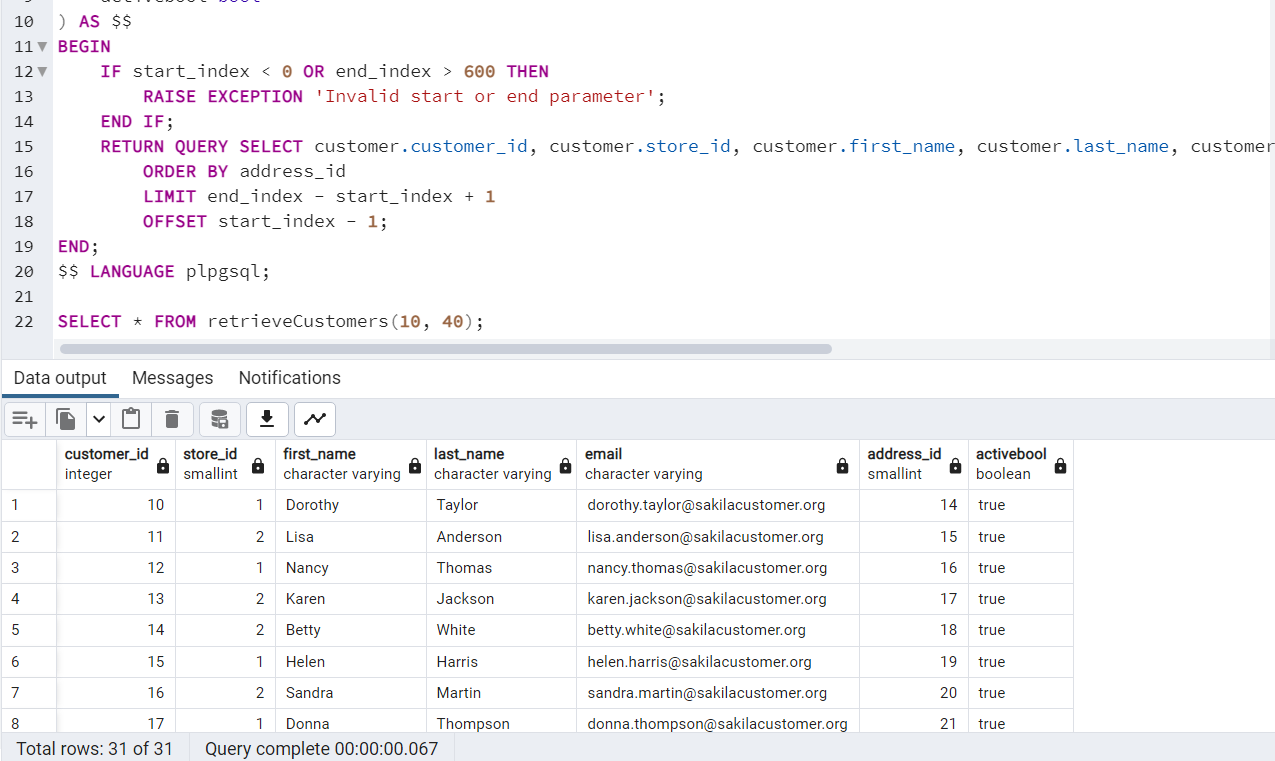 10 ) AS $$
11 BEGIN
12 IF start_index < 0 OR end_index > 600 THEN
13 RAISE EXCEPTION 'Invalid start or end parameter';
14 END IF;
15 RETURN QUERY SELECT customer.customer_id, customer.store_id, customer.first_name, customer.last_name, customer
16 ORDER BY address_id
17 LIMIT end_index - start_index + 1
18 OFFSET start_index - 1;
19 END;
20 $$ LANGUAGE plpgsql;
21
22 SELECT * FROM retrieveCustomers(10, 40);
Data output Messages Notifications
customer_id store_id first_name last_name email address_id activebool
integer smallint character varying character varying character varying smallint boolean
1 10 1 Dorothy Taylor dorothy.taylor@sakilacustomer.org 14 true
2 11 2 Lisa Anderson lisa.anderson@sakilacustomer.org 15 true
3 12 1 Nancy Thomas nancy.thomas@sakilacustomer.org 16 true
4 13 2 Karen Jackson karen.jackson@sakilacustomer.org 17 true
5 14 2 Betty White betty.white@sakilacustomer.org 18 true
6 15 1 Helen Harris helen.harris@sakilacustomer.org 19 true
7 16 2 Sandra Martin sandra.martin@sakilacustomer.org 20 true
8 17 1 Donna Thompson donna.thompson@sakilacustomer.org 21 true
Total rows: 31 of 31 Query complete 00:00:00.067